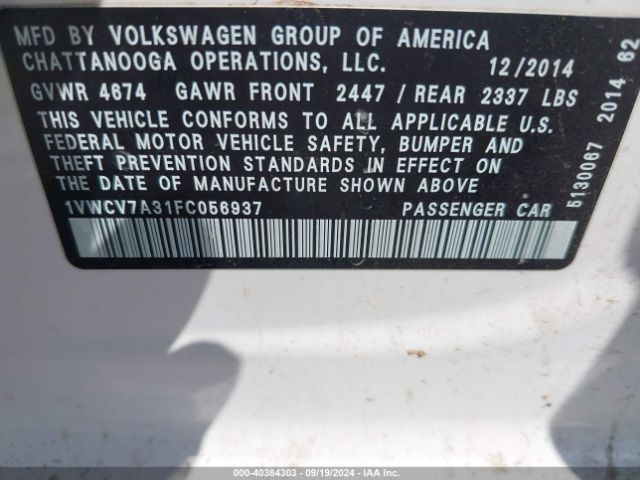 MFD BY VOLKSWAGEN GROUP OF AMERICA
CHATTANOOGA OPERATIONS, LLC. 12/2014
GVWR 4674 GAWR FRONT 2447 / REAR 2337 LBS
THIS VEHICLE CONFORMS TO ALL APPLICABLE U.S.
FEDERAL MOTOR VEHICLE SAFETY, BUMPER AND
THEFT PREVENTION STANDARDS IN EFFECT ON
THE DATE OF MANUFACTURE SHOWN ABOVE.
1VWCV7A31FC056937 PASSENGER CAR
5130067 2014 62
000-40384303 - 09/19/2024 - IAA Inc.